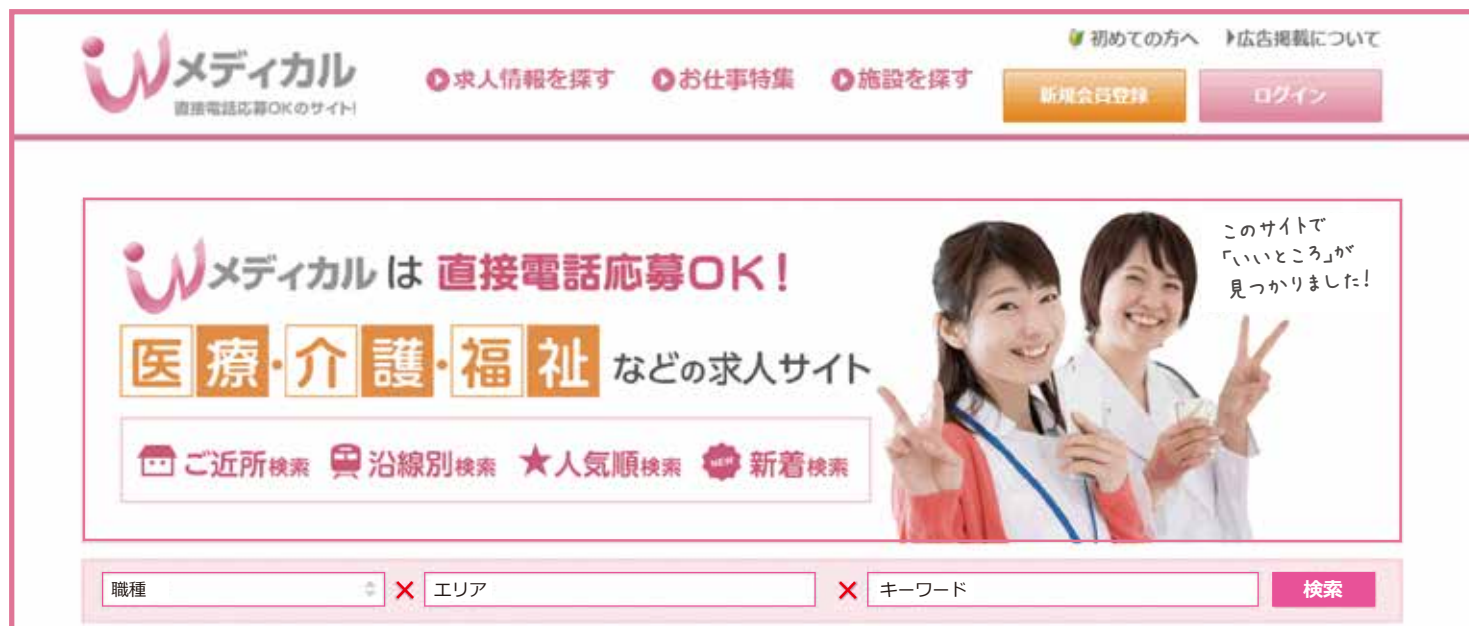 初めての方へ 広告掲載について
Wメディカル
直接電話応募OKのサイト!
求人情報を探す お仕事特集 施設を探す
新規会員登録 ログイン
Wメディカルは直接電話応募OK!
医療・介護・福祉などの求人サイト
ご近所検索 沿線別検索 人気順検索 NEW 新着検索
このサイトで
「いいところ」が
見つかりました!
職種 × エリア × キーワード 検索